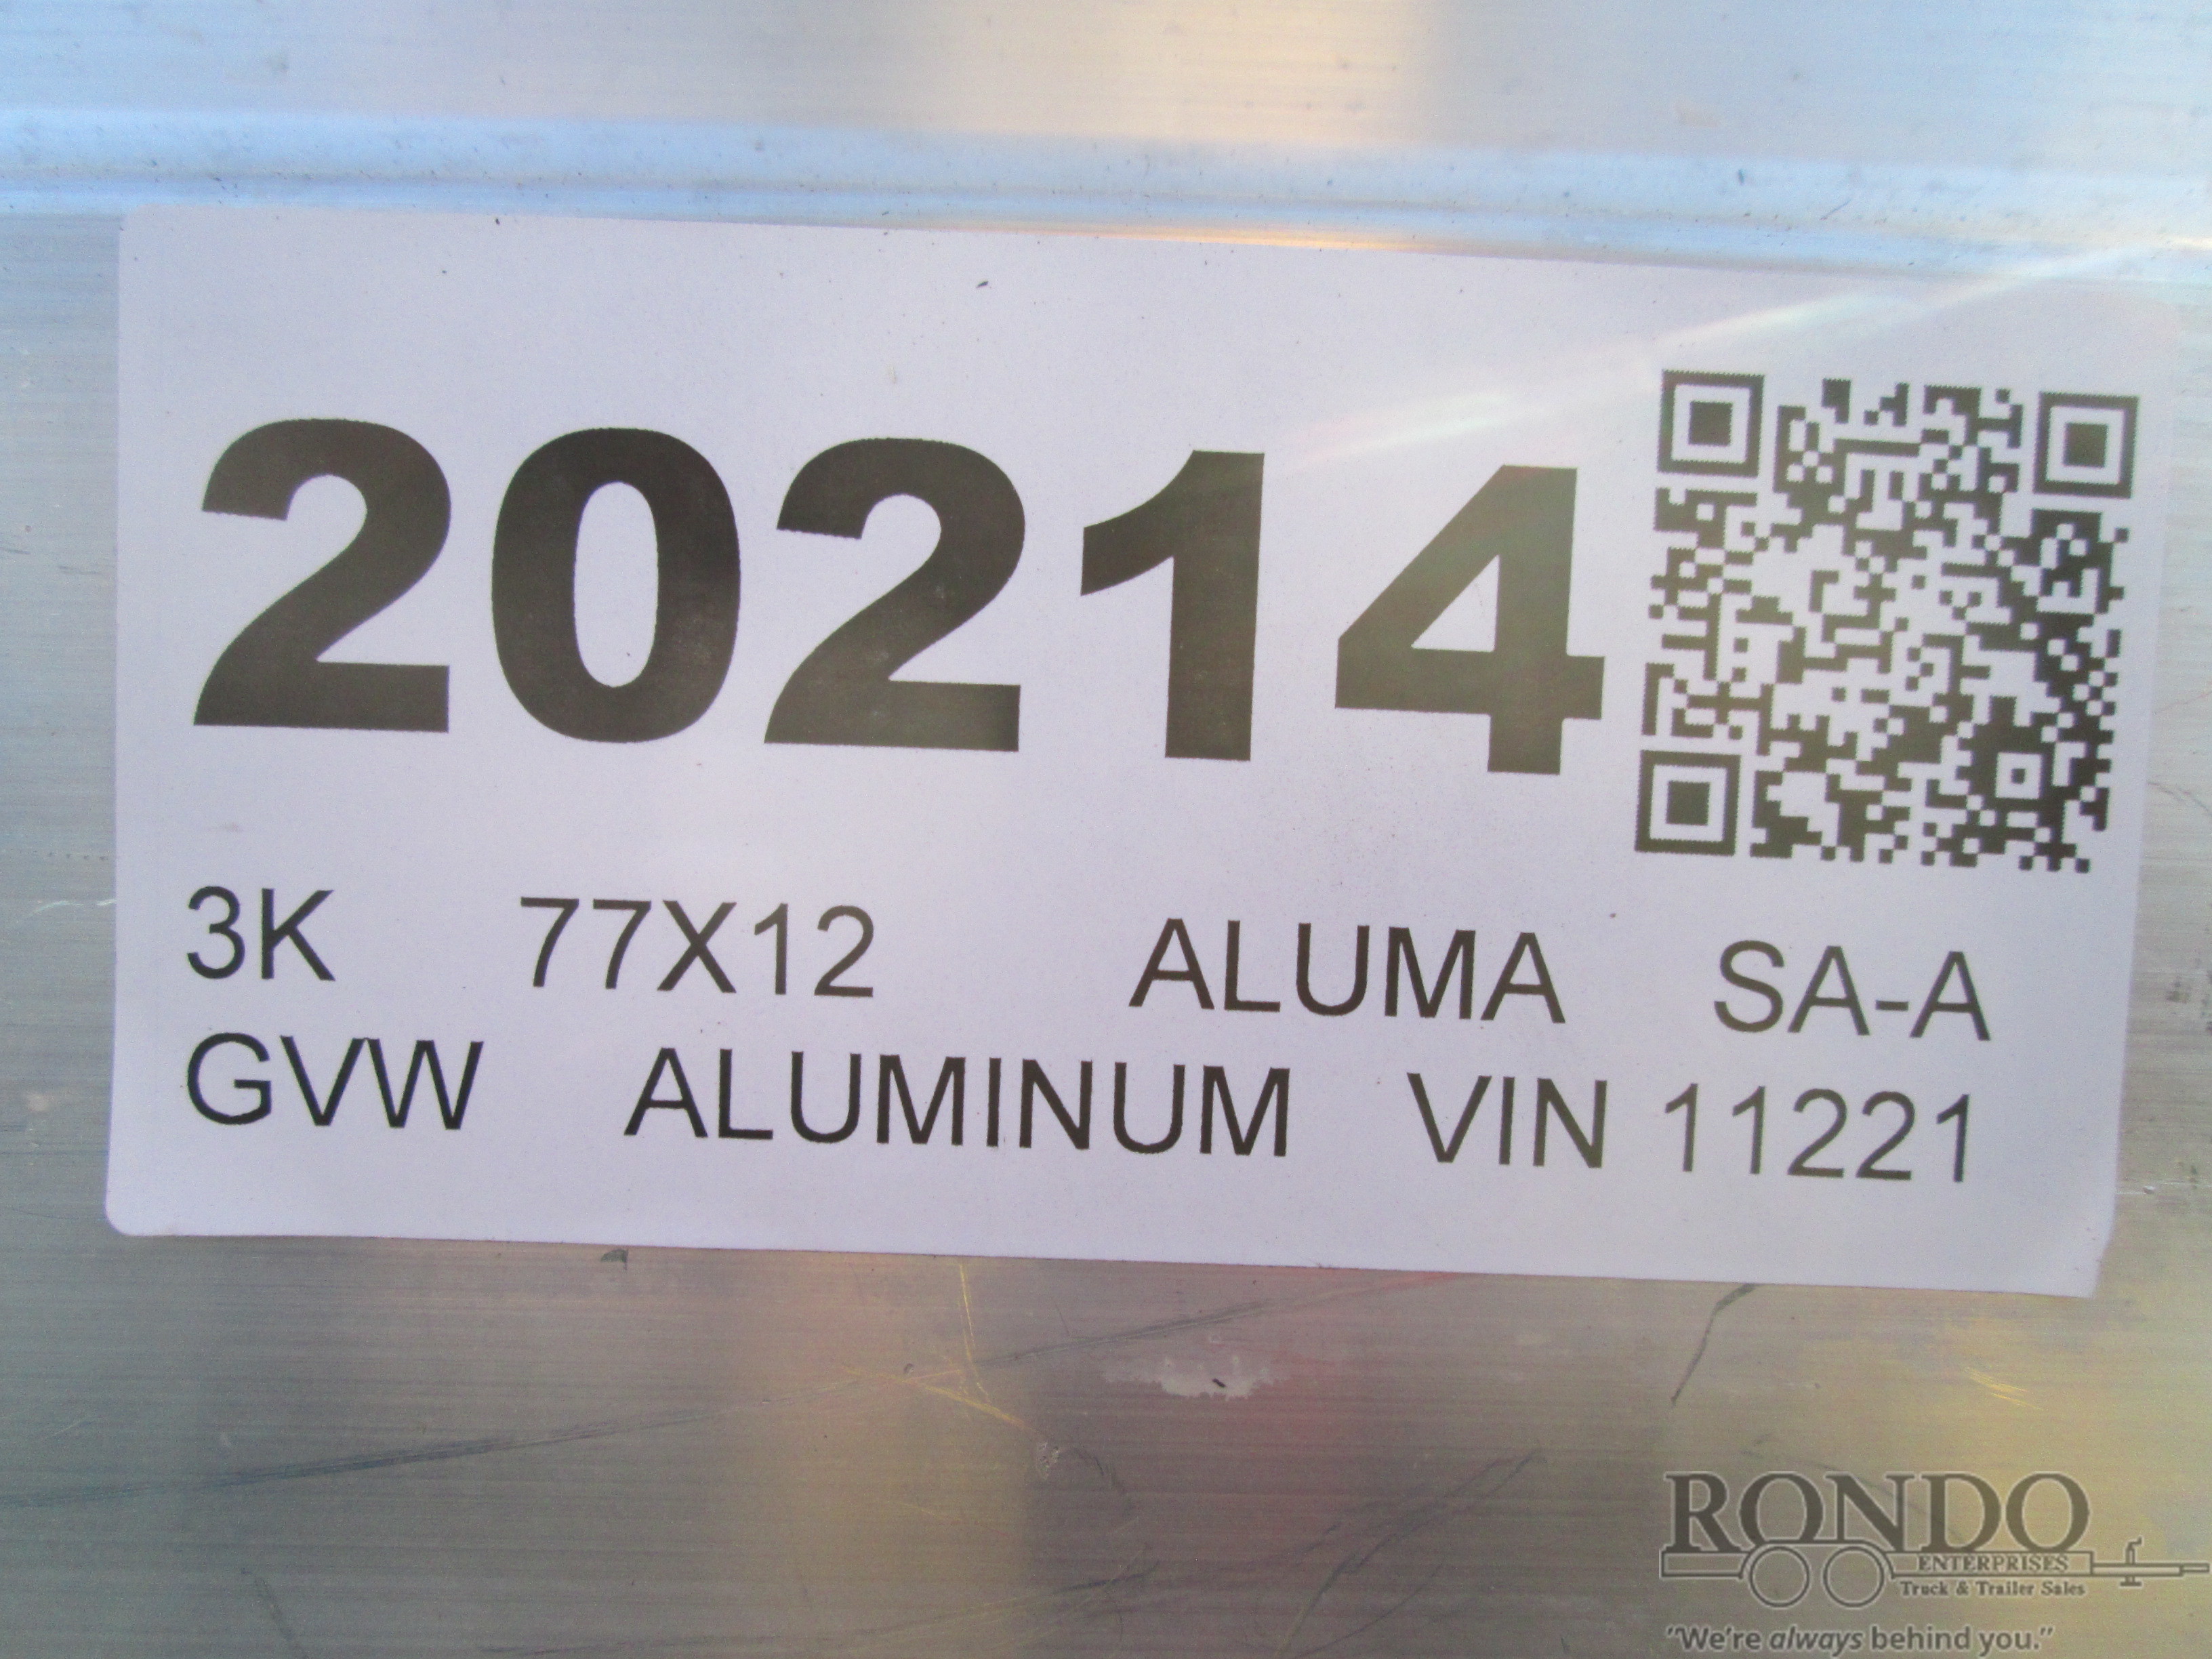 20214
3K 77X12 ALUMA SA-A
GVW ALUMINUM VIN 11221
RONDO
ENTERPRISES
Truck & Trailer Sales
"We're always behind you."